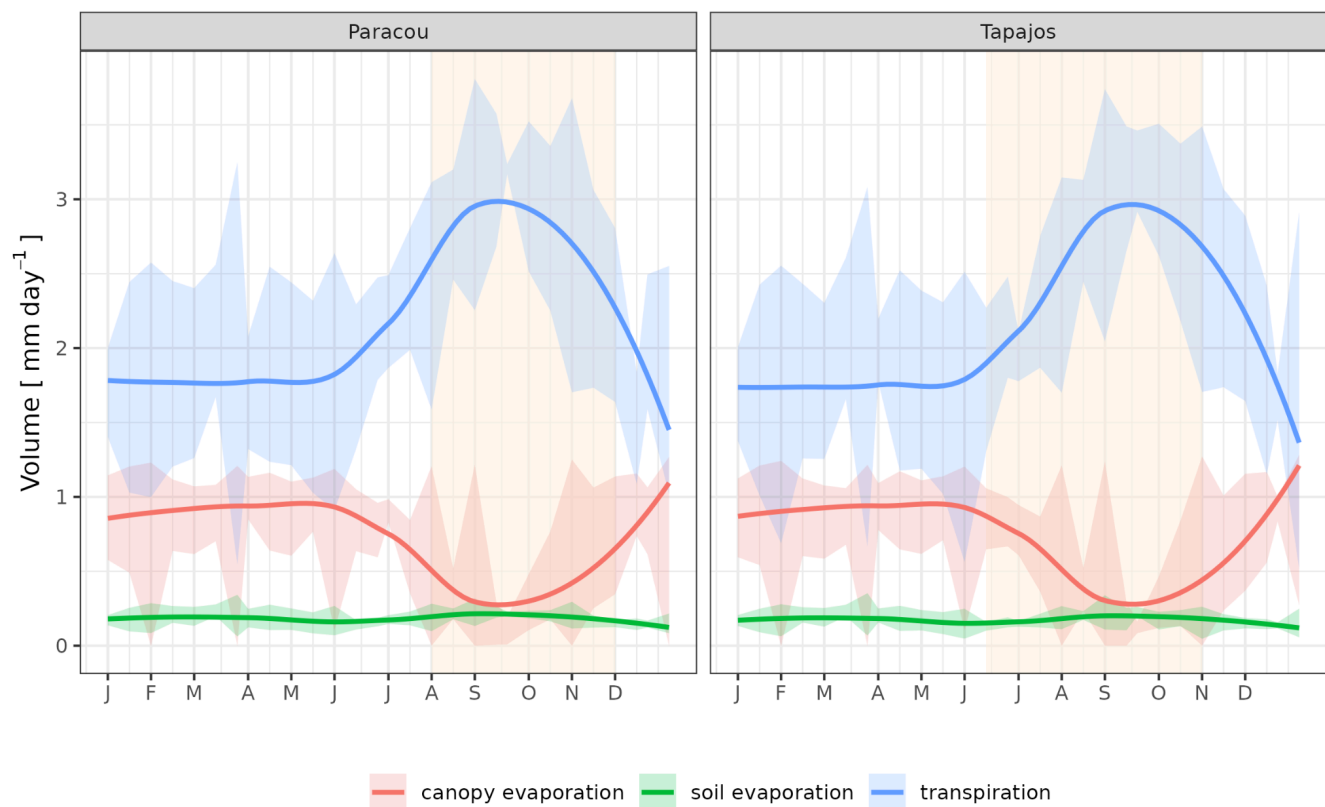 Paracou Tapajos
Volume [ mm day⁻¹ ]
3
2
1
0
J F M A M J J A S O N D J F M A M J J A S O N D
canopy evaporation soil evaporation transpiration